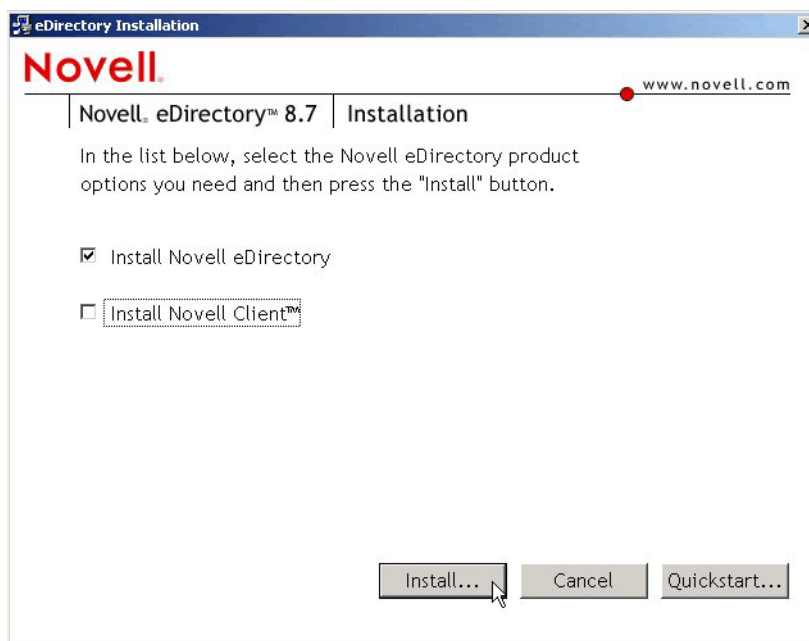 eDirectory Installation
Novell®
www.novell.com
Novell® eDirectory™ 8.7 Installation
In the list below, select the Novell eDirectory product
options you need and then press the "Install" button.
Install Novell eDirectory
Install Novell Client™
Install... Cancel Quickstart...